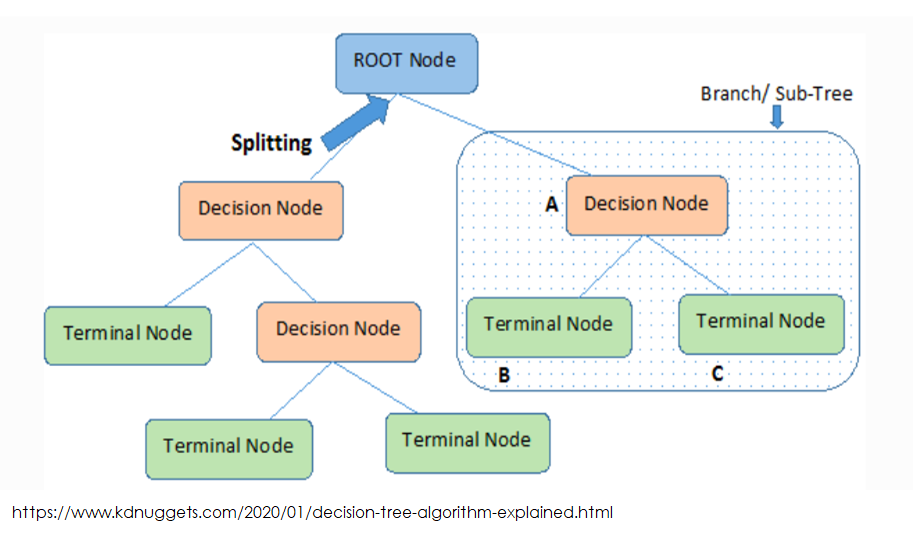 ROOT Node
Branch/ Sub-Tree
Splitting
Decision Node
A
Decision Node
Terminal Node
Decision Node
Terminal Node
Terminal Node
B
C
Terminal Node
Terminal Node
https://www.kdnuggets.com/2020/01/decision-tree-algorithm-explained.html